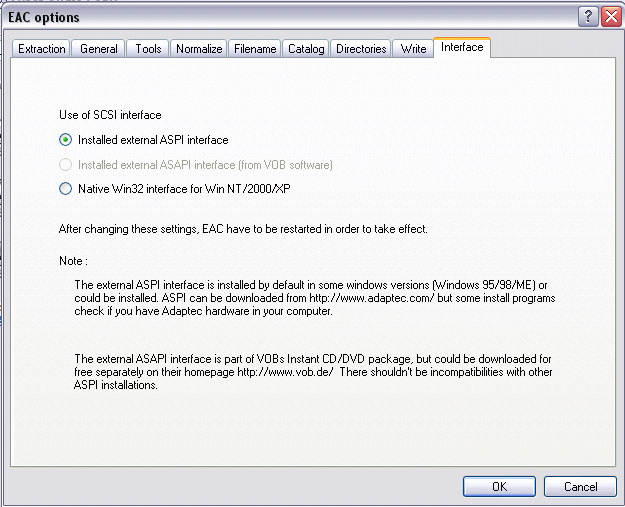 EAC options
Extraction General Tools Normalize Filename Catalog Directories Write Interface
Use of SCSI interface
Installed external ASPI interface
Installed external ASAPI interface (from VOB software)
Native Win32 interface for Win NT/2000/XP
After changing these settings, EAC have to be restarted in order to take effect.
Note :
The external ASPI interface is installed by default in some windows versions (Windows 95/98/ME) or
could be installed. ASPI can be downloaded from http://www.adaptec.com/ but some install programs
check if you have Adaptec hardware in your computer.
The external ASAPI interface is part of VOBs Instant CD/DVD package, but could be downloaded for
free separately on their homepage http://www.vob.de/ There shouldn't be incompatibilities with other
ASPI installations.
OK Cancel